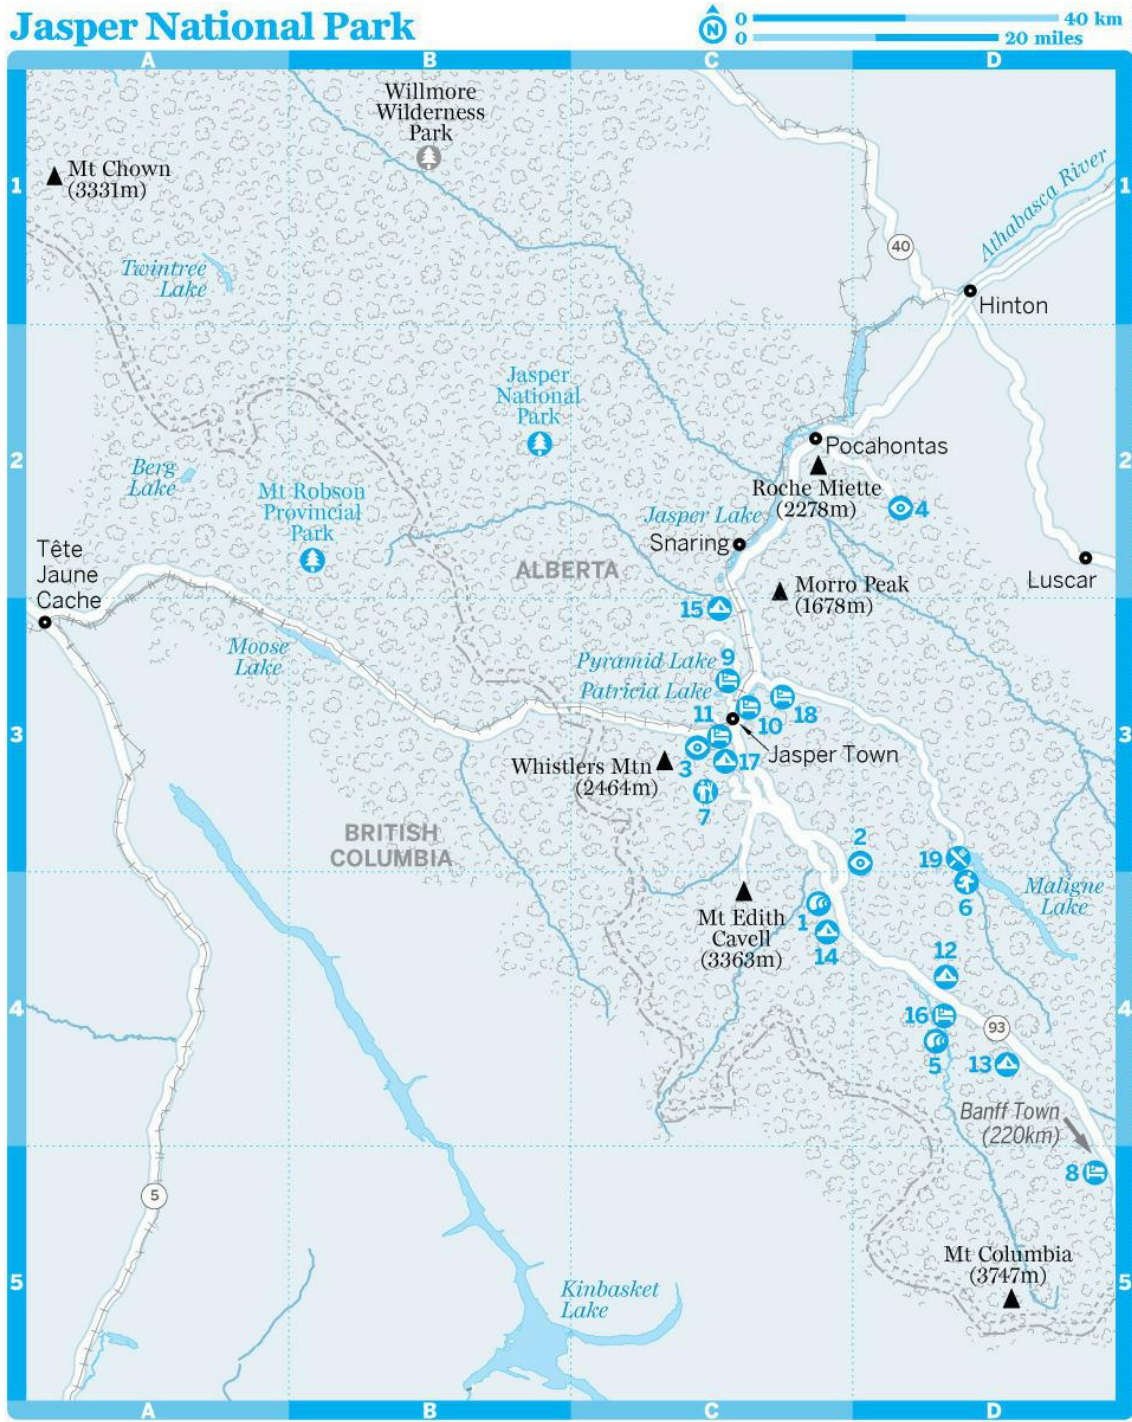 Jasper National Park
N
0 40 km
0 20 miles
A B C D
1 1
2 2
3 3
4 4
5 5
Willmore
Wilderness
Park
Mt Chown
(3331m)
Athabasca River
40
Twintree
Lake
Hinton
Jasper
National
Park
Pocahontas
Berg
Lake
Roche Miette
(2278m)
Mt Robson
Provincial
Park
4
Jasper Lake
Snaring
Tête
Jaune
Cache
ALBERTA
Luscar
Morro Peak
(1678m)
15
Moose
Lake
Pyramid Lake
9
Patricia Lake
11
10
18
Jasper Town
Whistlers Mtn
(2464m)
3
17
7
BRITISH
COLUMBIA
2
19
Maligne
Lake
6
Mt Edith
Cavell
(3363m)
1
14
12
16
93
5
13
Banff Town
(220km)
8
5
Mt Columbia
(3747m)
Kinbasket
Lake
A B C D